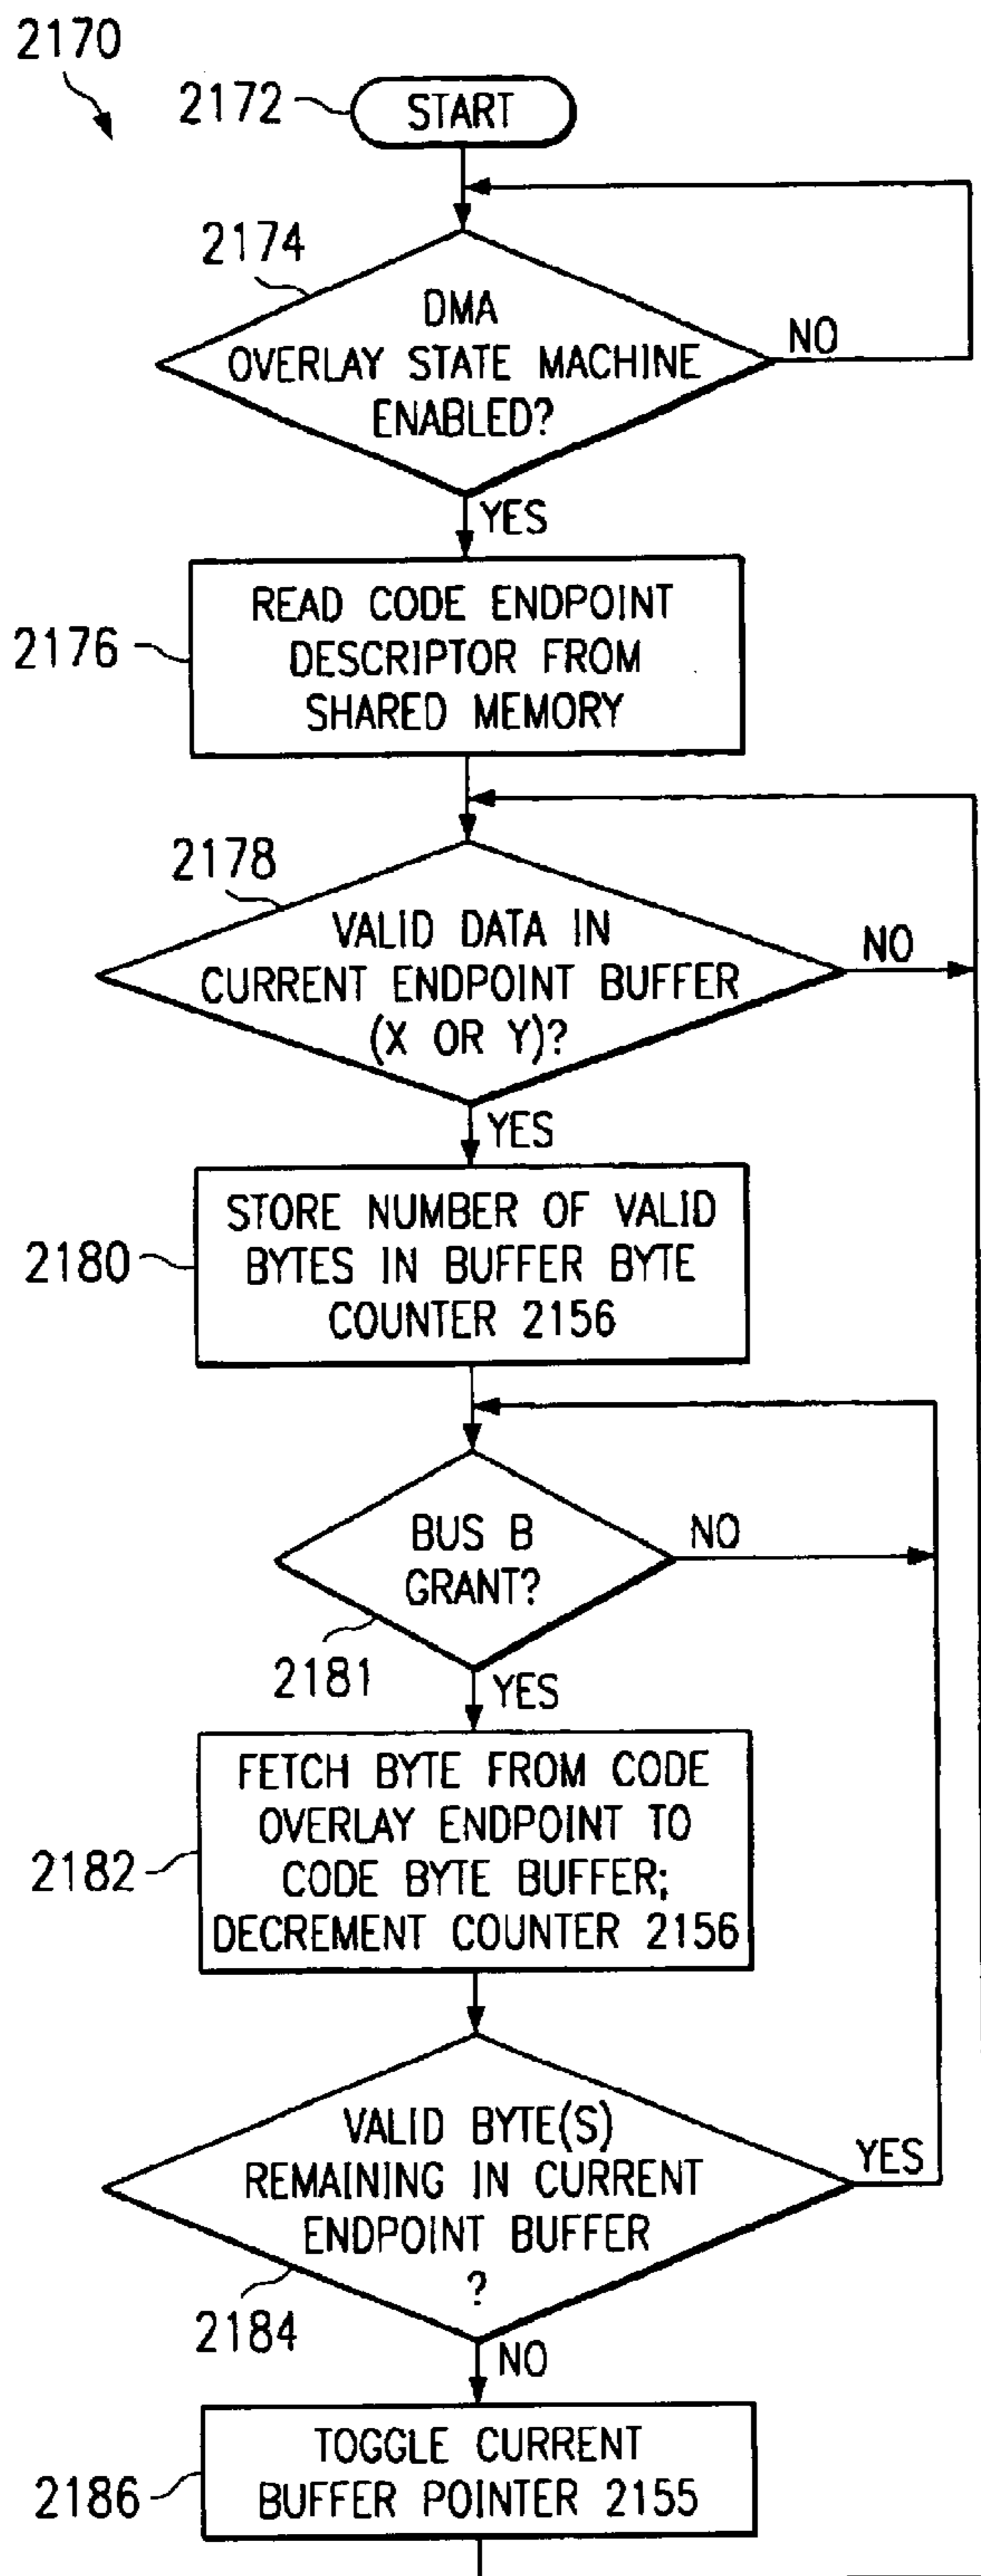 2170
2172
START
2174
DMA
OVERLAY STATE MACHINE
ENABLED?
NO
YES
2176
READ CODE ENDPOINT
DESCRIPTOR FROM
SHARED MEMORY
2178
VALID DATA IN
CURRENT ENDPOINT BUFFER
(X OR Y)?
NO
YES
2180
STORE NUMBER OF VALID
BYTES IN BUFFER BYTE
COUNTER 2156
BUS B
GRANT?
NO
2181
YES
2182
FETCH BYTE FROM CODE
OVERLAY ENDPOINT TO
CODE BYTE BUFFER;
DECREMENT COUNTER 2156
VALID BYTE(S)
REMAINING IN CURRENT
ENDPOINT BUFFER
?
YES
2184
NO
2186
TOGGLE CURRENT
BUFFER POINTER 2155